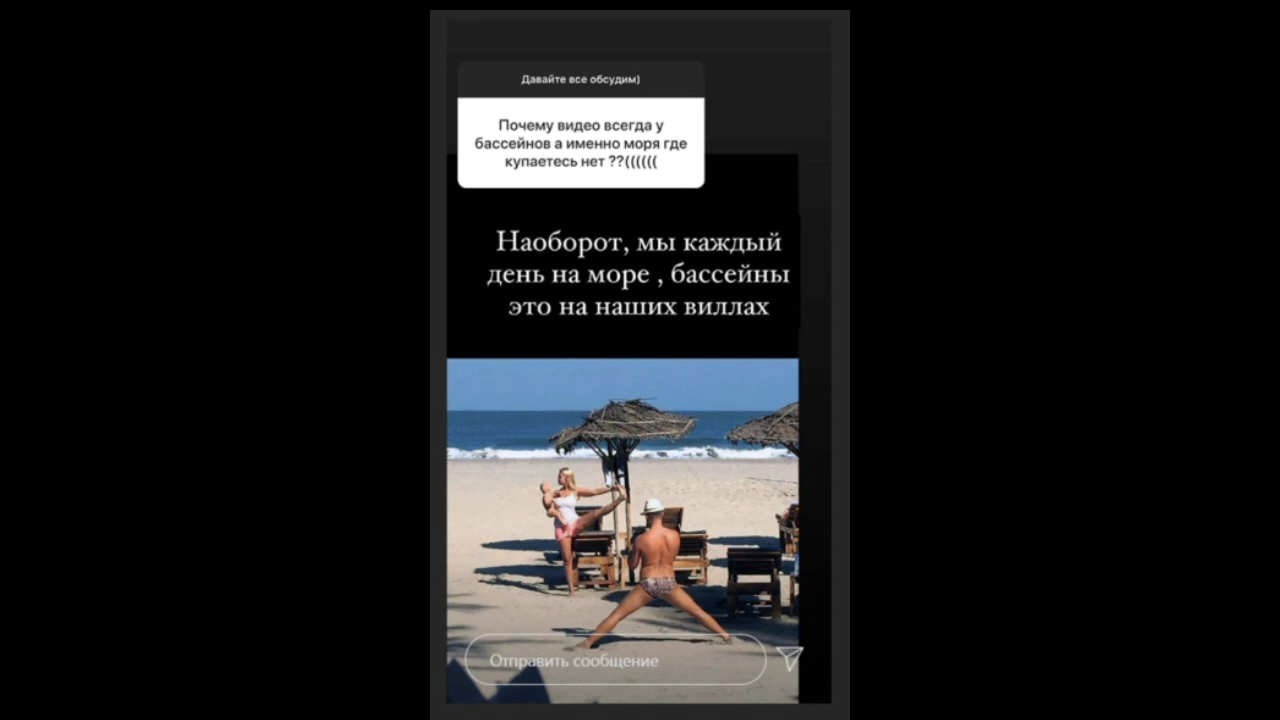 Давайте все обсудим)
Почему видео всегда у
бассейнов а именно моря где
купаетесь нет ??((((((
Наоборот, мы каждый
день на море , бассейны
это на наших виллах
Отправить сообщение